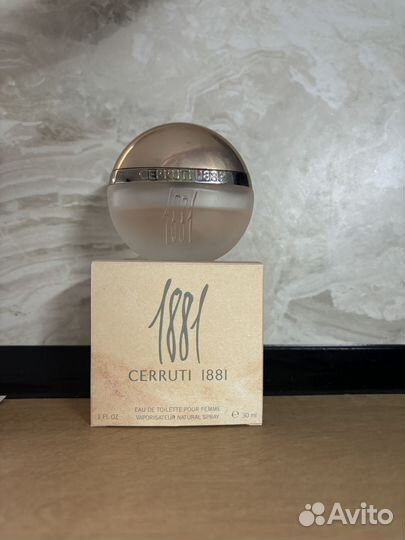 CERRUTI 1881
1881
1881
CERRUTI 1881
EAU DE TOILETTE POUR FEMME
1 FL.OZ VAPORISATEUR NATURAL SPRAY e 30 ml
Avito